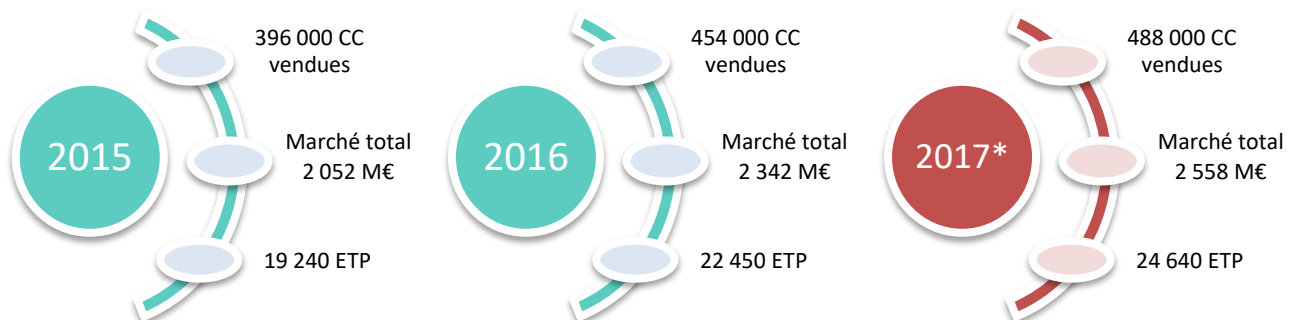 2015
396 000 CC
vendues
Marché total
2 052 M€
19 240 ETP
2016
454 000 CC
vendues
Marché total
2 342 M€
22 450 ETP
2017*
488 000 CC
vendues
Marché total
2 558 M€
24 640 ETP